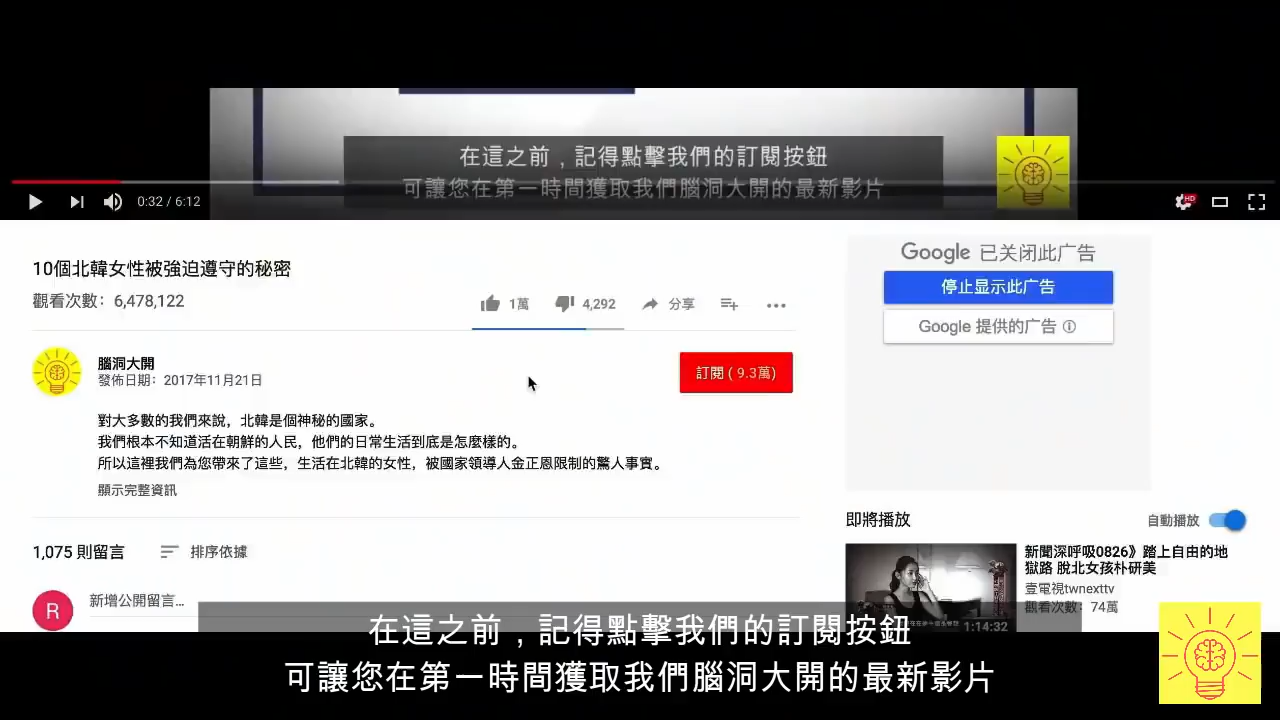 在這之前，記得點擊我們的訂閱按鈕
可讓您在第一時間獲取我們腦洞大開的最新影片
0:32 / 6:12
HD
10個北韓女性被強迫遵守的秘密
觀看次數：6,478,122
1萬
4,292
分享
腦洞大開
發佈日期：2017年11月21日
訂閱 ( 9.3萬)
對大多數的我們來說，北韓是個神秘的國家。
我們根本不知道活在朝鮮的人民，他們的日常生活到底是怎麼樣的。
所以這裡我們為您帶來了這些，生活在北韓的女性，被國家領導人金正恩限制的驚人事實。
顯示完整資訊
1,075 則留言
排序依據
R
新增公開留言...
Google 已关闭此广告
停止显示此广告
Google 提供的广告
即將播放
自動播放
新聞深呼吸0826》踏上自由的地
獄路 脫北女孩朴研美
壹電視twnexttv
觀看次數：74萬
1:14:32
在這之前，記得點擊我們的訂閱按鈕
可讓您在第一時間獲取我們腦洞大開的最新影片